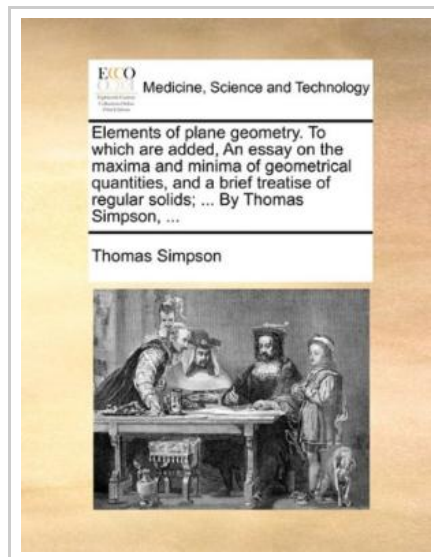 ECCO
Medicine, Science and Technology
Elements of plane geometry. To
which are added, An essay on the
maxima and minima of geometrical
quantities, and a brief treatise of
regular solids; ... By Thomas
Simpson, ...
Thomas Simpson